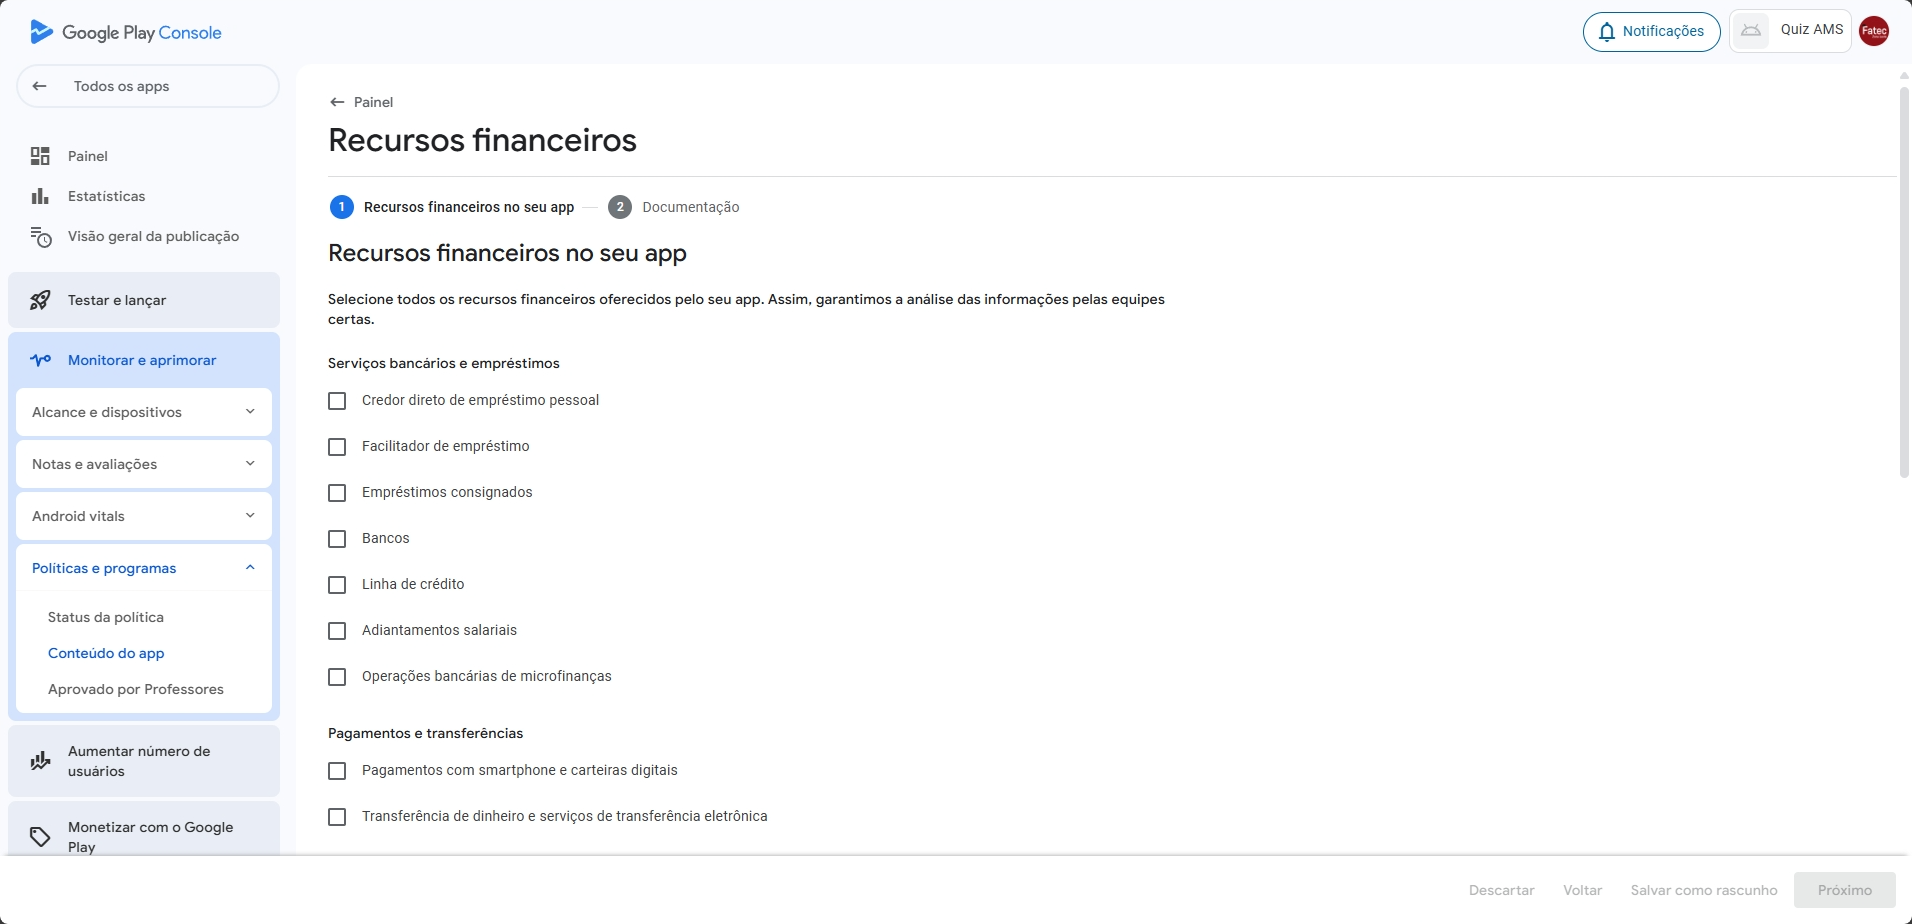 Google Play Console
Notificações
Quiz AMS
Fatec
Todos os apps
Painel
Estatísticas
Visão geral da publicação
Testar e lançar
Monitorar e aprimorar
Alcance e dispositivos
Notas e avaliações
Android vitals
Políticas e programas
Status da política
Conteúdo do app
Aprovado por Professores
Aumentar número de
usuários
Monetizar com o Google
Play
Painel
Recursos financeiros
1 Recursos financeiros no seu app
2 Documentação
Recursos financeiros no seu app
Selecione todos os recursos financeiros oferecidos pelo seu app. Assim, garantimos a análise das informações pelas equipes
certas.
Serviços bancários e empréstimos
Credor direto de empréstimo pessoal
Facilitador de empréstimo
Empréstimos consignados
Bancos
Linha de crédito
Adiantamentos salariais
Operações bancárias de microfinanças
Pagamentos e transferências
Pagamentos com smartphone e carteiras digitais
Transferência de dinheiro e serviços de transferência eletrônica
Descartar
Voltar
Salvar como rascunho
Próximo